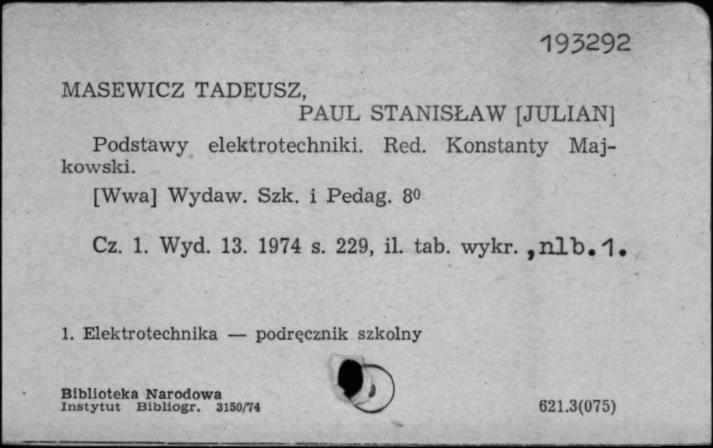 193292
MASEWICZ TADEUSZ,
PAUL STANISŁAW [JULIAN]
Podstawy elektrotechniki. Red. Konstanty Maj-
kowski.
[Wwa] Wydaw. Szk. i Pedag. 8⁰
Cz. 1. Wyd. 13. 1974 s. 229, il. tab. wykr. ,nlb.1.
1. Elektrotechnika — podręcznik szkolny
Biblioteka Narodowa
Instytut Bibliogr. 3150/74
621.3(075)